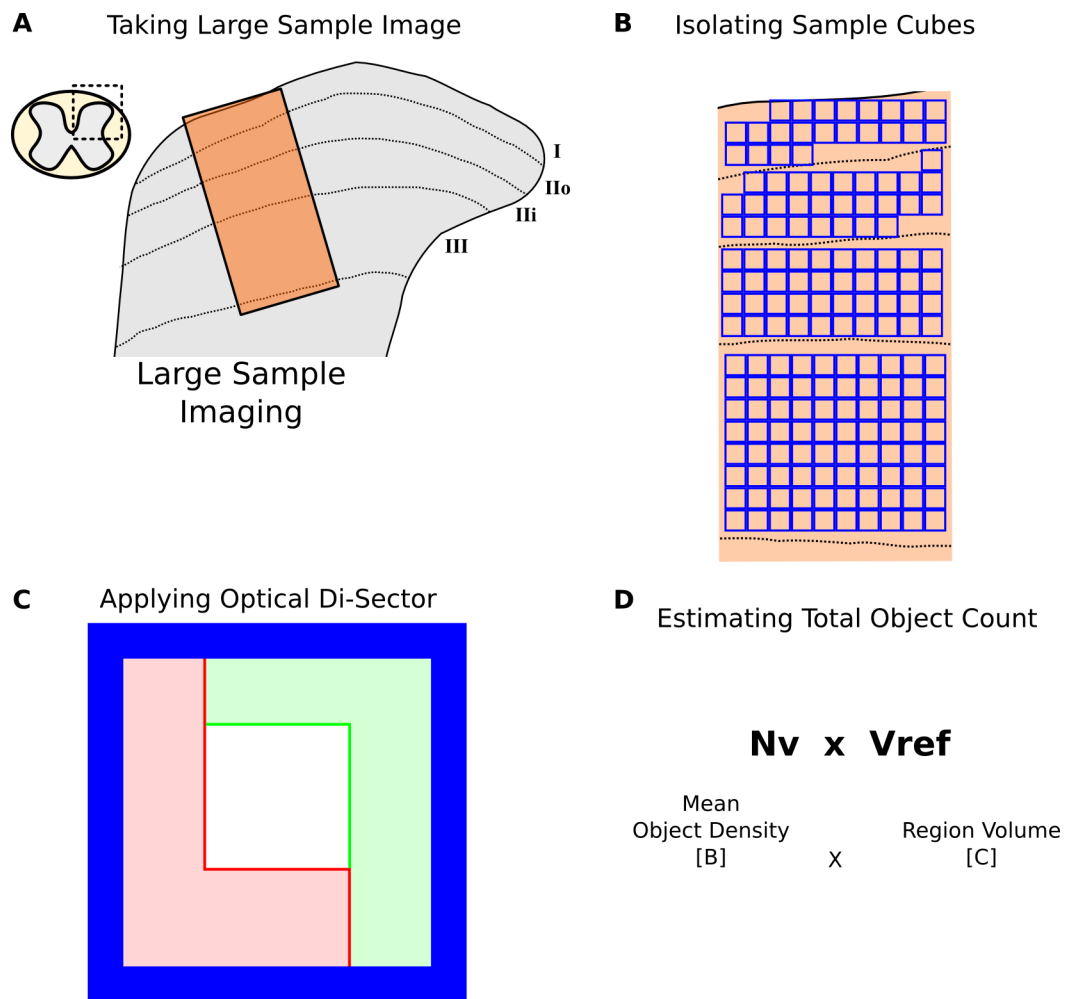 A
Taking Large Sample Image
I
IIo
IIi
III
Large Sample
Imaging
B
Isolating Sample Cubes
C
Applying Optical Di-Sector
D
Estimating Total Object Count
Nv x Vref
Mean
Object Density
[B]
X
Region Volume
[C]